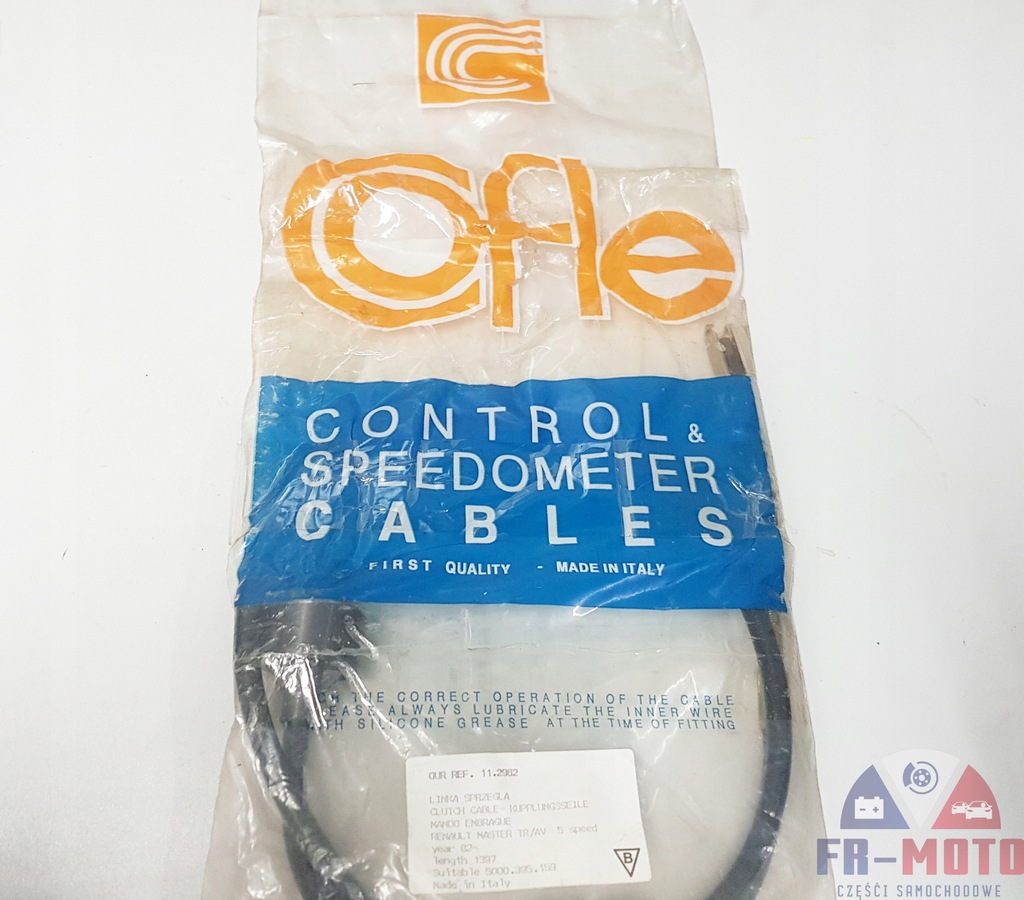 Cofle
CONTROL &
SPEEDOMETER
CABLES
FIRST QUALITY - MADE IN ITALY
THE CORRECT OPERATION OF THE CABLE
ALWAYS LUBRICATE THE INNER WIRE
WITH SILICONE GREASE AT THE TIME OF FITTING
OUR REF. 11.2982
LINKA SPRZEGLA
CLUTCH CABLE-KUPPLUNGSSEILE
MANDO EMBRAGUE
RENAULT MASTER TR/AV 5 speed
year 82-
length 1397
Suitable 5000.395.159
Made in Italy
B
FR-MOTO
CZĘŚCI SAMOCHODOWE